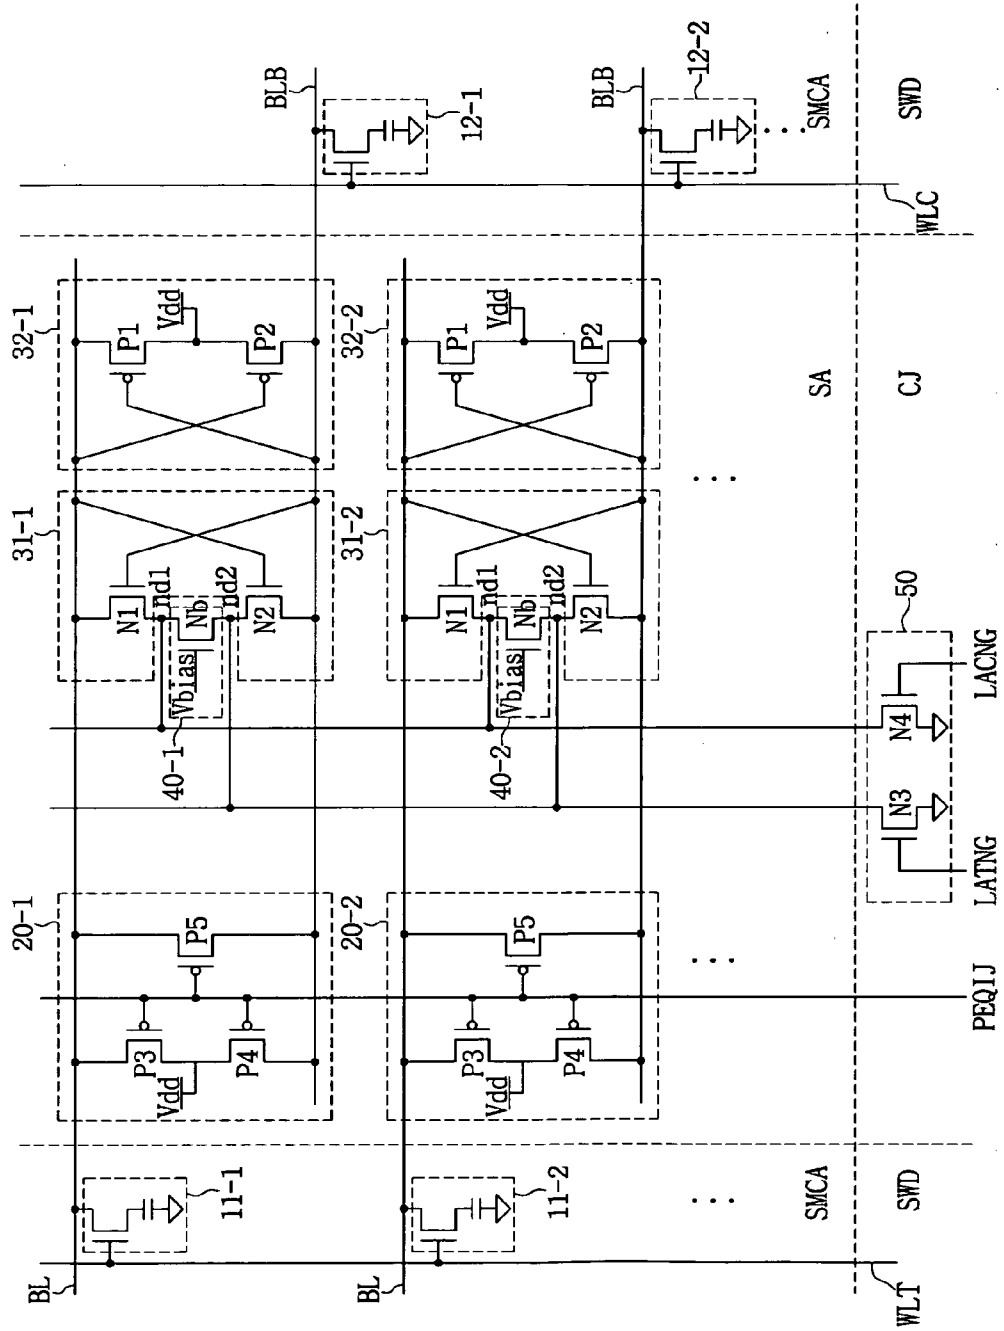 BLB
12-1
BLB
12-2
SMCA
SWD
WLC
32-1
P1
Vdd
P2
32-2
P1
Vdd
P2
SA
CJ
31-1
N1
nd1
Nb
nd2
N2
Vbias
40-1
31-2
N1
nd1
Nb
nd2
N2
Vbias
40-2
50
N4
LACNG
N3
LATNG
20-1
P5
P3
P4
Vdd
20-2
P5
P3
P4
Vdd
PEQIJ
11-1
BL
11-2
BL
SMCA
SWD
WLT